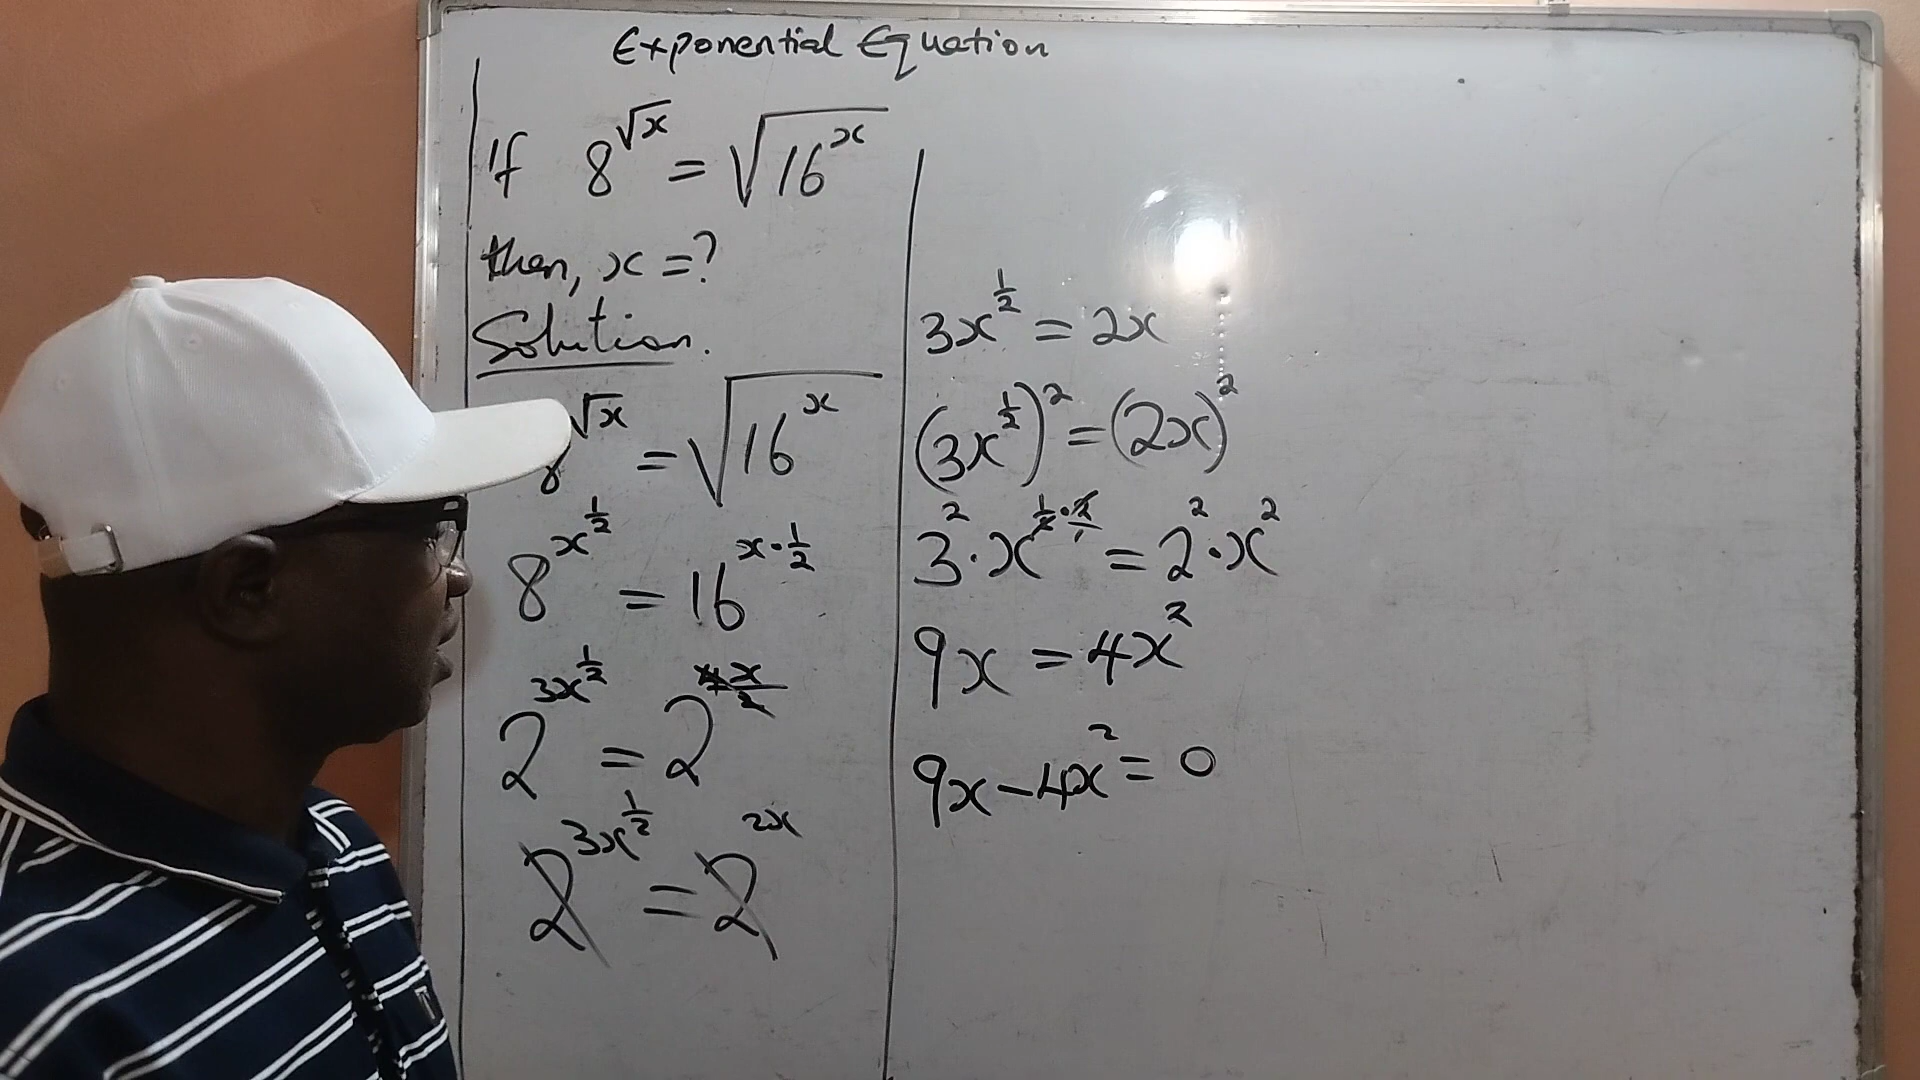 Exponential Equation
If 8^√x = √(16^x)
then, x = ?
Solution.
8^√x = √(16^x)
8^(x^(1/2)) = 16^(x·1/2)
2^(3x^(1/2)) = 2^(4x/2)
2^(3x^(1/2)) = 2^(2x)
3x^(1/2) = 2x
(3x^(1/2))² = (2x)²
3²·x^(1/2·2/1) = 2²·x²
9x = 4x²
9x − 4x² = 0